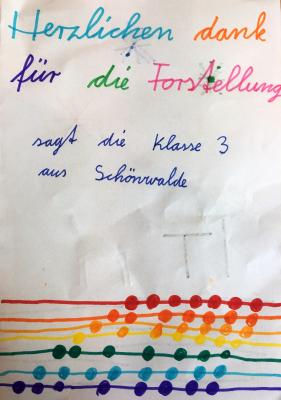 Herzlichen dank
für die Forstellung
sagt die Klasse 3
aus Schönwalde